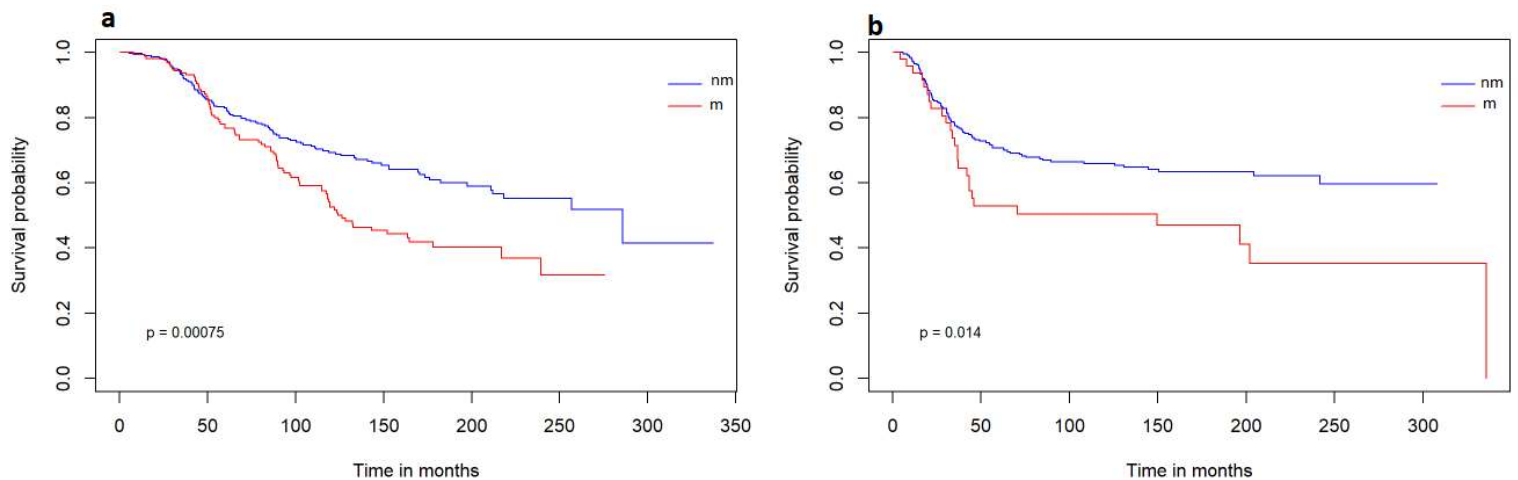 a
1.0
0.8
0.6
0.4
0.2
0.0
Survival probability
nm
m
p = 0.00075
0 50 100 150 200 250 300 350
Time in months
b
1.0
0.8
0.6
0.4
0.2
0.0
Survival probability
nm
m
p = 0.014
0 50 100 150 200 250 300
Time in months